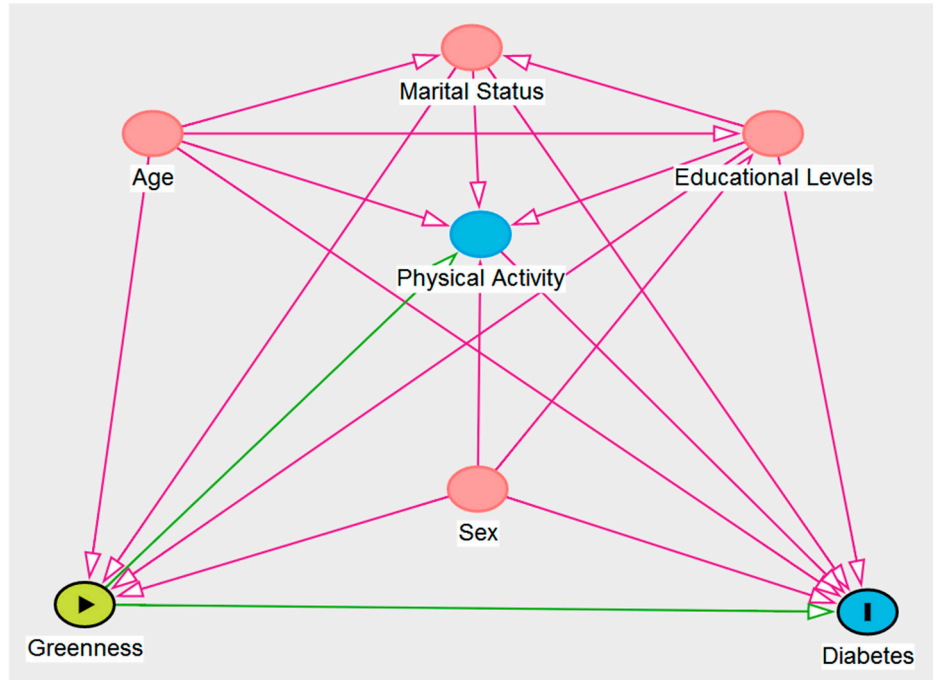 Marital Status
Age
Educational Levels
Physical Activity
Sex
Greenness
Diabetes